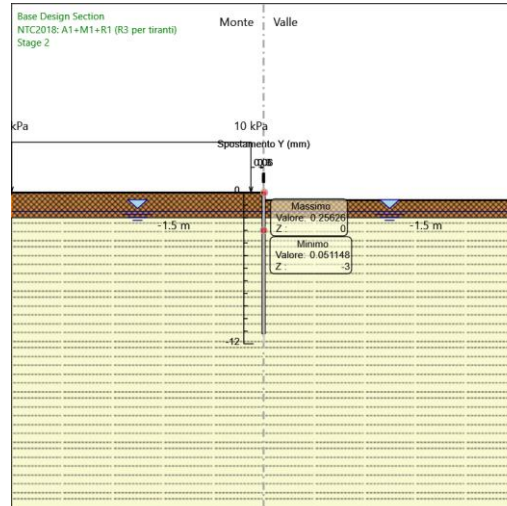 Base Design Section
NTC2018: A1+M1+R1 (R3 per tiranti)
Stage 2
Monte
Valle
kPa
10 kPa
Spostamento Y (mm)
0
Massimo
Valore: 0.25626
Z : 0
-1.5 m
-1.5 m
Minimo
Valore: 0.051148
Z : -3
-12